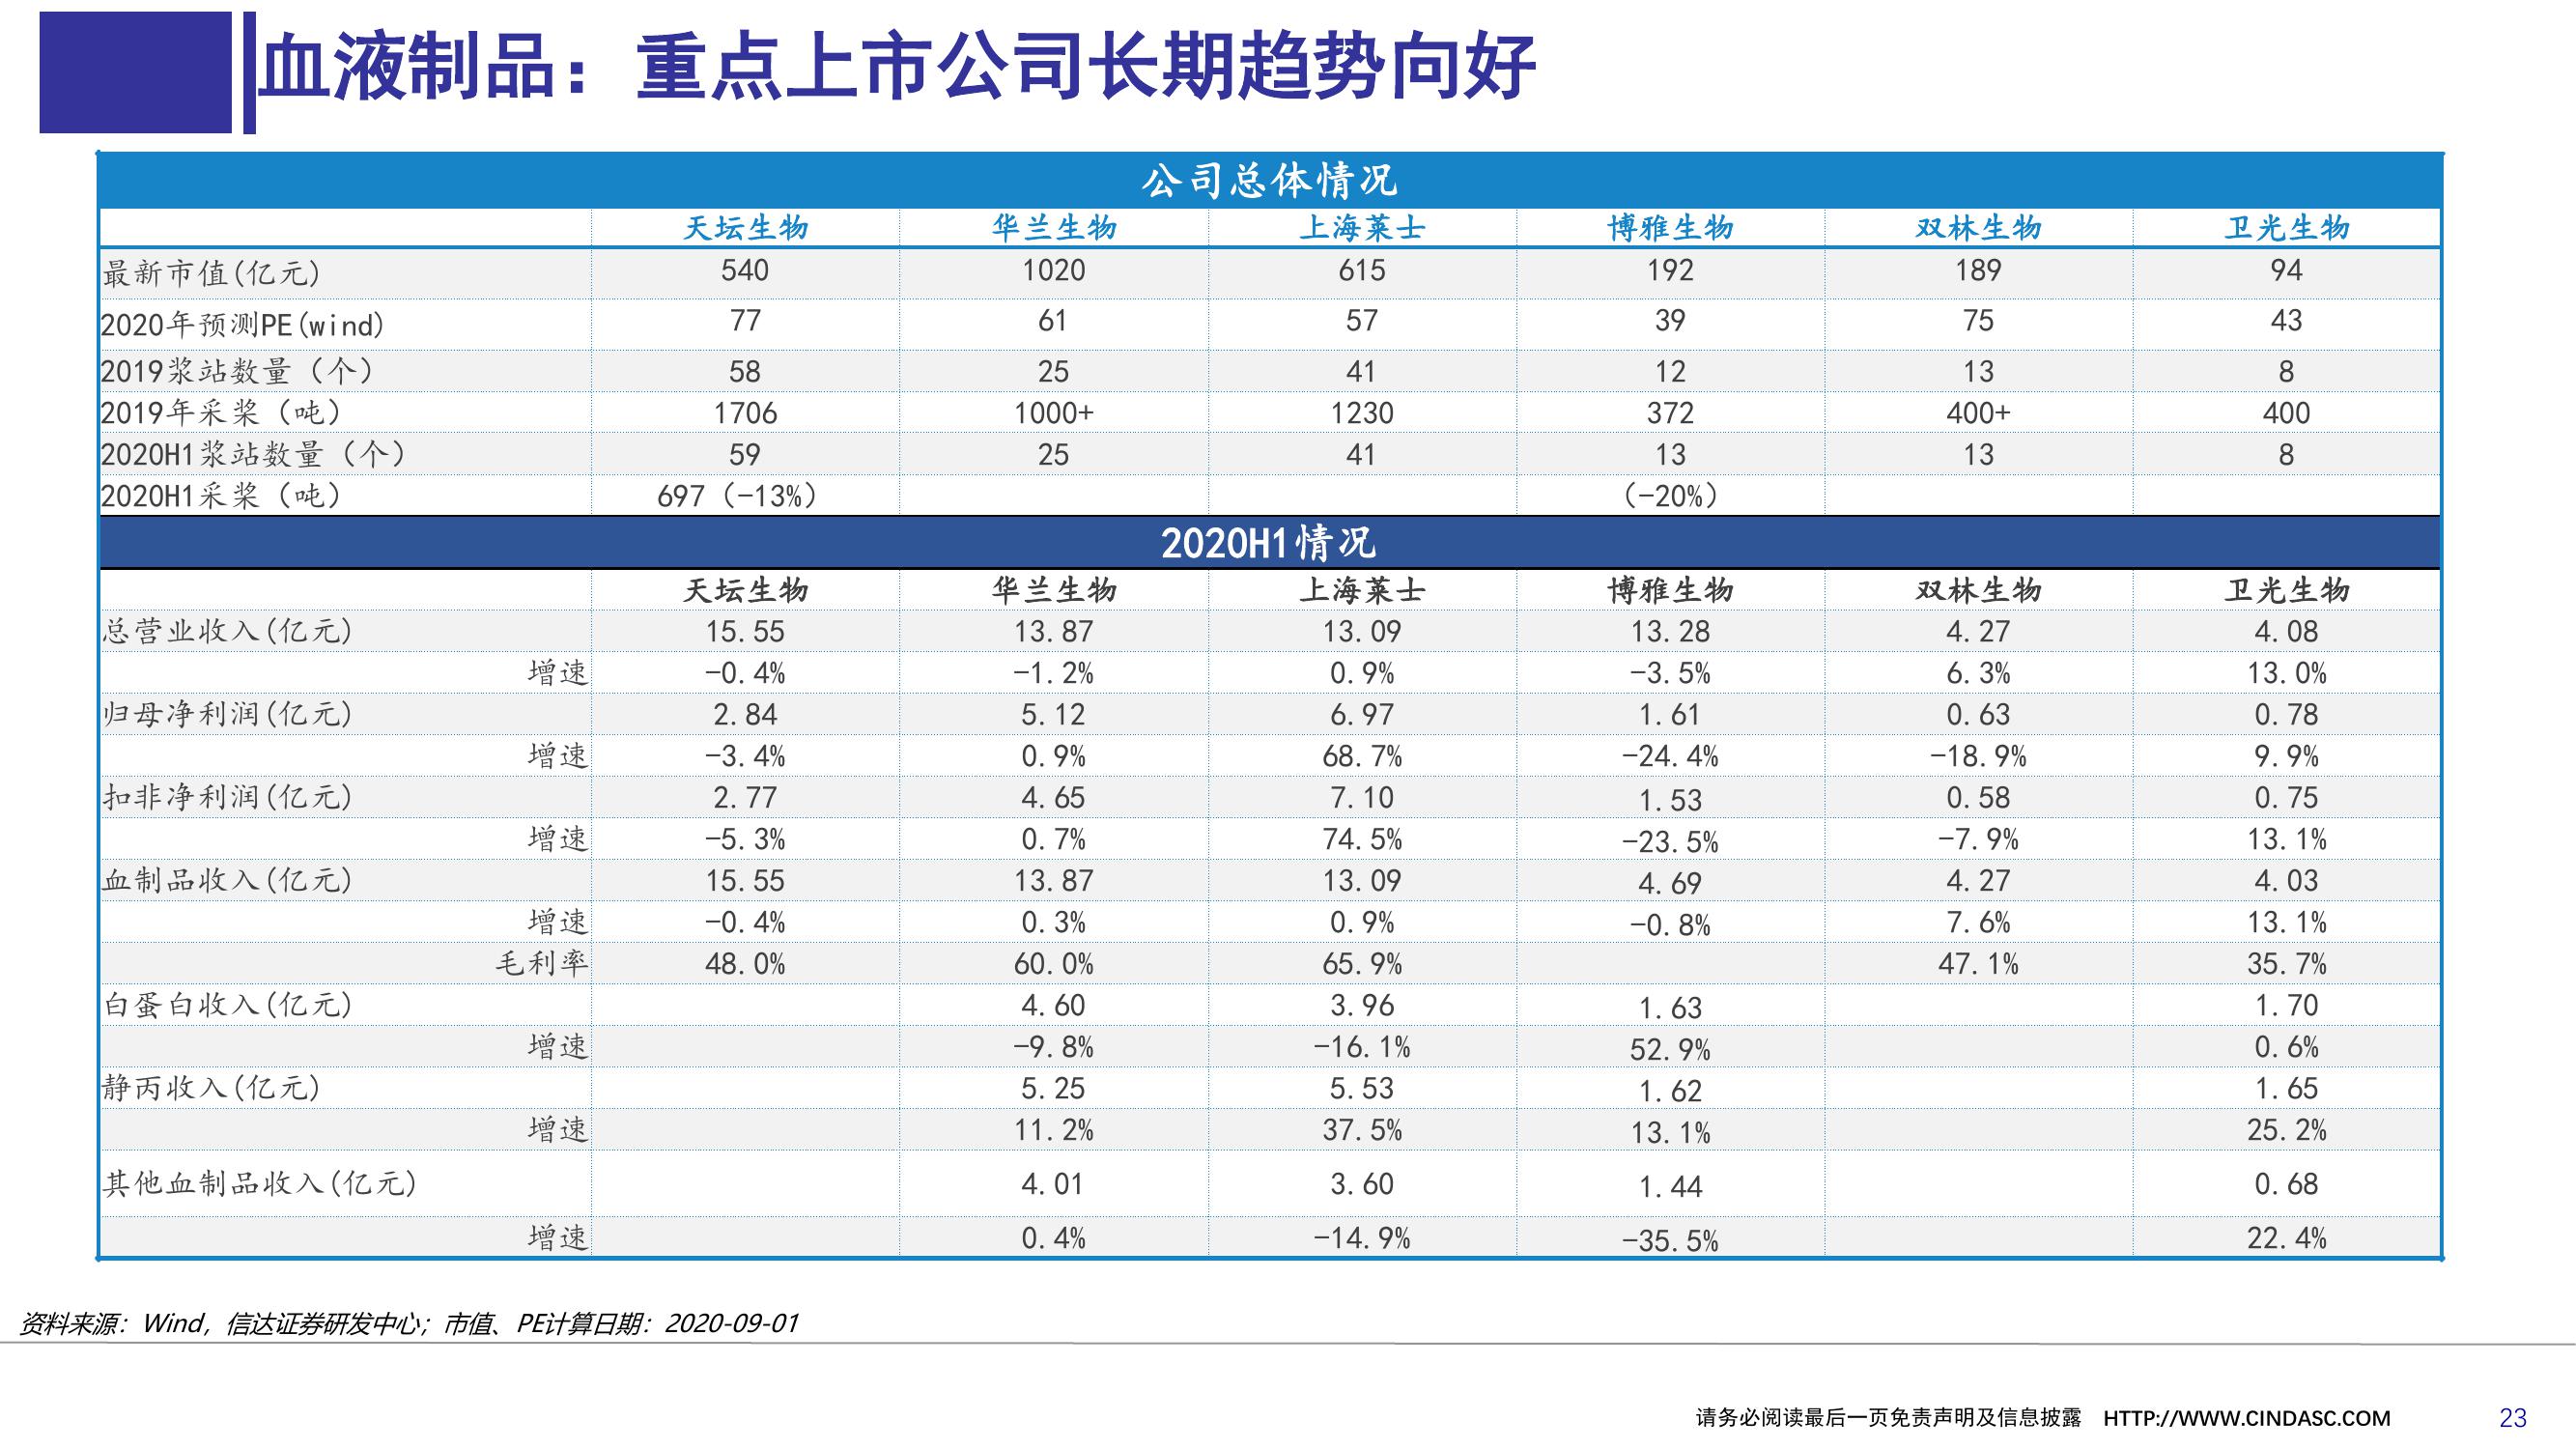 血液制品：重点上市公司长期趋势向好
公司总体情况
天坛生物 华兰生物 上海莱士 博雅生物 双林生物 卫光生物
最新市值(亿元) 540 1020 615 192 189 94
2020年预测PE(wind) 77 61 57 39 75 43
2019浆站数量（个） 58 25 41 12 13 8
2019年采浆（吨） 1706 1000+ 1230 372 400+ 400
2020H1浆站数量（个） 59 25 41 13 13 8
2020H1采浆（吨） 697（-13%） （-20%）
2020H1情况
天坛生物 华兰生物 上海莱士 博雅生物 双林生物 卫光生物
总营业收入(亿元) 15.55 13.87 13.09 13.28 4.27 4.08
增速 -0.4% -1.2% 0.9% -3.5% 6.3% 13.0%
归母净利润(亿元) 2.84 5.12 6.97 1.61 0.63 0.78
增速 -3.4% 0.9% 68.7% -24.4% -18.9% 9.9%
扣非净利润(亿元) 2.77 4.65 7.10 1.53 0.58 0.75
增速 -5.3% 0.7% 74.5% -23.5% -7.9% 13.1%
血制品收入(亿元) 15.55 13.87 13.09 4.69 4.27 4.03
增速 -0.4% 0.3% 0.9% -0.8% 7.6% 13.1%
毛利率 48.0% 60.0% 65.9% 47.1% 35.7%
白蛋白收入(亿元) 4.60 3.96 1.63 1.70
增速 -9.8% -16.1% 52.9% 0.6%
静丙收入(亿元) 5.25 5.53 1.62 1.65
增速 11.2% 37.5% 13.1% 25.2%
其他血制品收入(亿元) 4.01 3.60 1.44 0.68
增速 0.4% -14.9% -35.5% 22.4%
资料来源：Wind，信达证券研发中心；市值、PE计算日期：2020-09-01
请务必阅读最后一页免责声明及信息披露 HTTP://WWW.CINDASC.COM 23